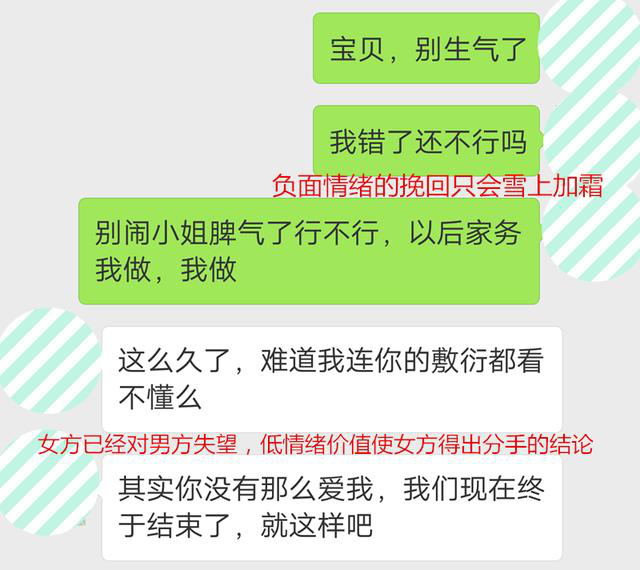 宝贝，别生气了
我错了还不行吗
负面情绪的挽回只会雪上加霜
别闹小姐脾气了行不行，以后家务
我做，我做
这么久了，难道我连你的敷衍都看
不懂么
女方已经对男方失望，低情绪价值使女方得出分手的结论
其实你没有那么爱我，我们现在终
于结束了，就这样吧